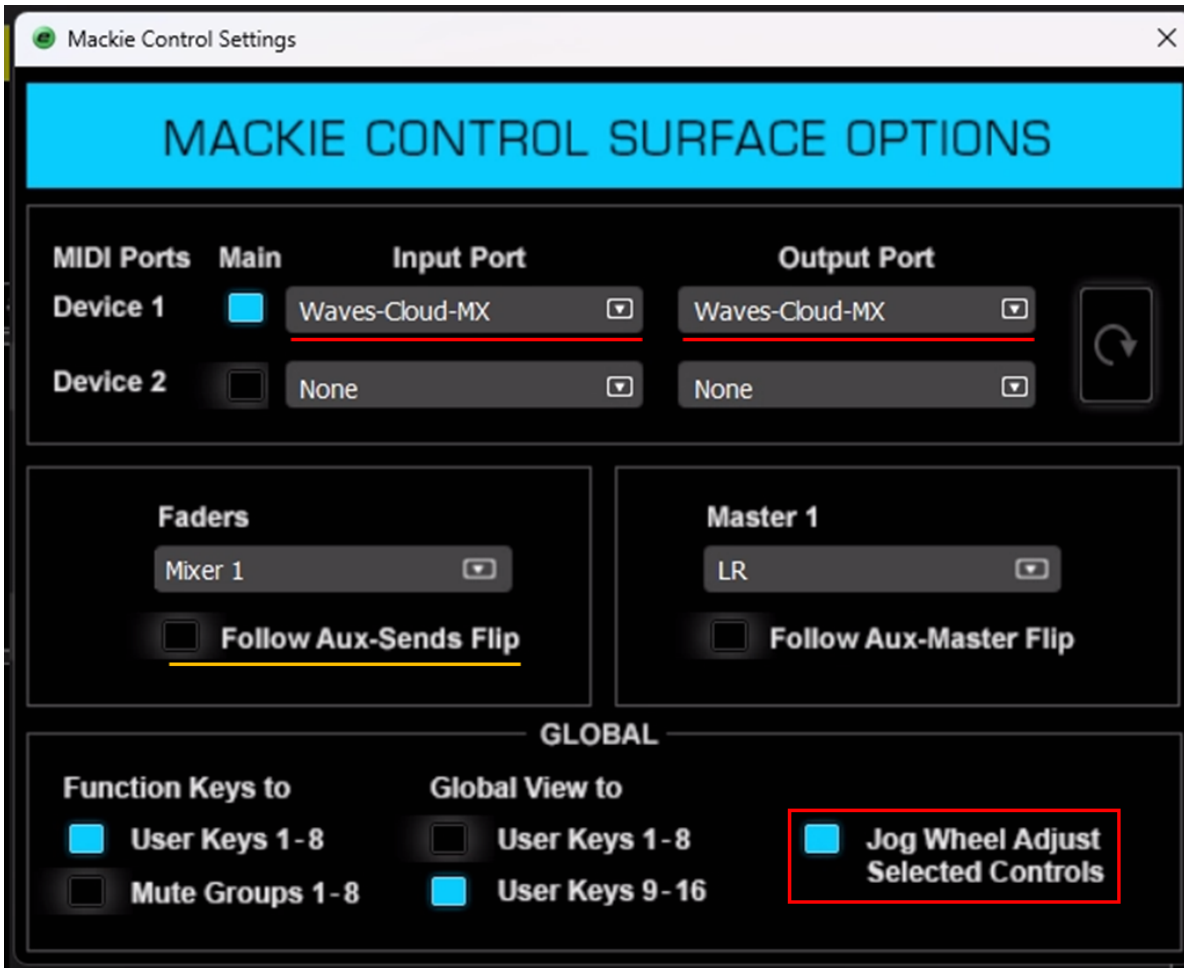 Mackie Control Settings
MACKIE CONTROL SURFACE OPTIONS
MIDI Ports Main Input Port Output Port
Device 1 Waves-Cloud-MX Waves-Cloud-MX
Device 2 None None
Faders
Mixer 1
Follow Aux-Sends Flip
Master 1
LR
Follow Aux-Master Flip
GLOBAL
Function Keys to
User Keys 1-8
Mute Groups 1-8
Global View to
User Keys 1-8
User Keys 9-16
Jog Wheel Adjust
Selected Controls